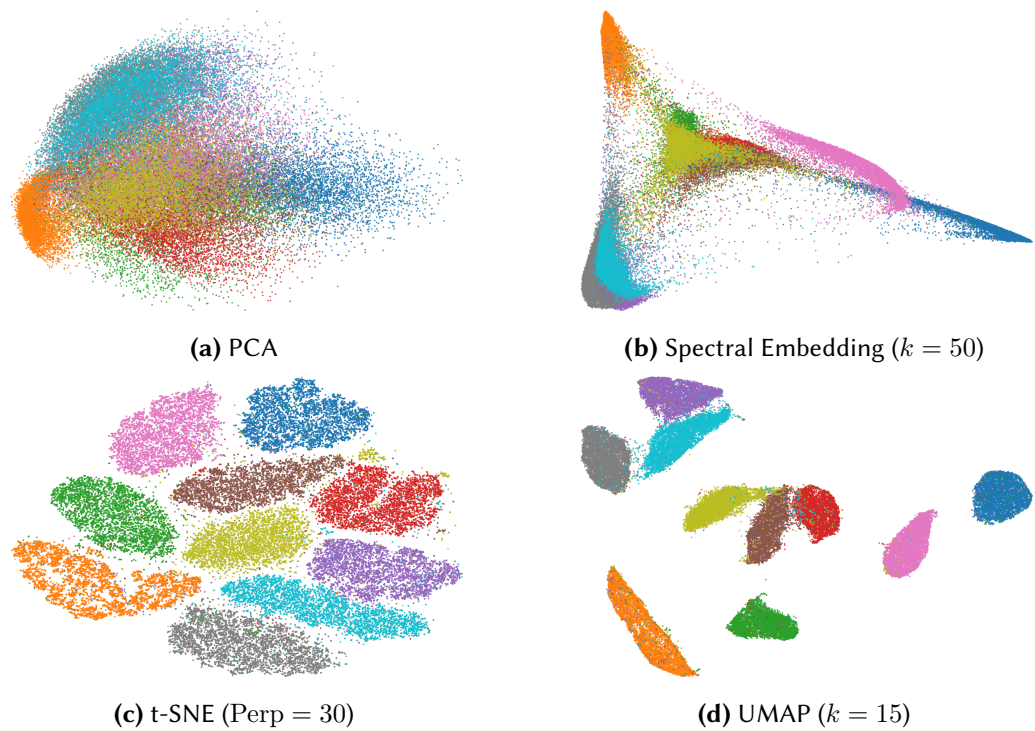 (a) PCA
(b) Spectral Embedding (k = 50)
(c) t-SNE (Perp = 30)
(d) UMAP (k = 15)